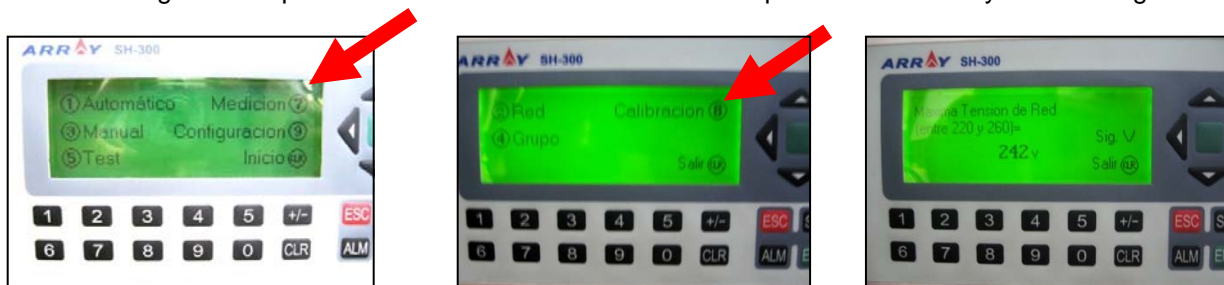 ARRAY SH-300
①Automático Medicion⑦
③Manual Configuracion⑨
⑤Test Inicio
1 2 3 4 5 +/- ESC
6 7 8 9 0 CLR ALM
ARRAY SH-300
Red Calibracion
④Grupo
Salir
1 2 3 4 5 +/- ESC
6 7 8 9 0 CLR ALM
ARRAY SH-300
Maxima Tension de Red
(entre 220 y 260)= Sig. \/
242 v
Salir
1 2 3 4 5 +/- ESC
6 7 8 9 0 CLR ALM